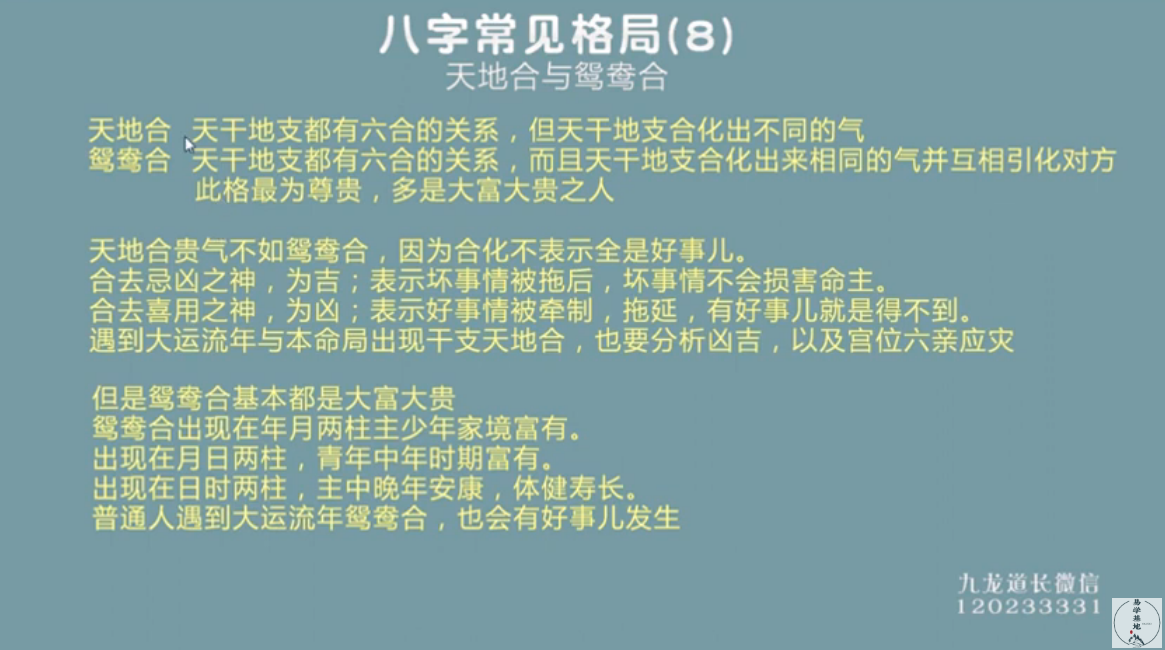 八字常见格局(8)
天地合与鸳鸯合
天地合 天干地支都有六合的关系，但天干地支合化出不同的气
鸳鸯合 天干地支都有六合的关系，而且天干地支合化出来相同的气并互相引化对方
此格最为尊贵，多是大富大贵之人
天地合贵气不如鸳鸯合，因为合化不表示全是好事儿。
合去忌凶之神，为吉；表示坏事情被拖后，坏事情不会损害命主。
合去喜用之神，为凶；表示好事情被牵制，拖延，有好事儿就是得不到。
遇到大运流年与本命局出现干支天地合，也要分析凶吉，以及宫位六亲应灾
但是鸳鸯合基本都是大富大贵
鸳鸯合出现在年月两柱主少年家境富有。
出现在月日两柱，青年中年时期富有。
出现在日时两柱，主中晚年安康，体健寿长。
普通人遇到大运流年鸳鸯合，也会有好事儿发生
九龙道长微信
120233331
易学基地